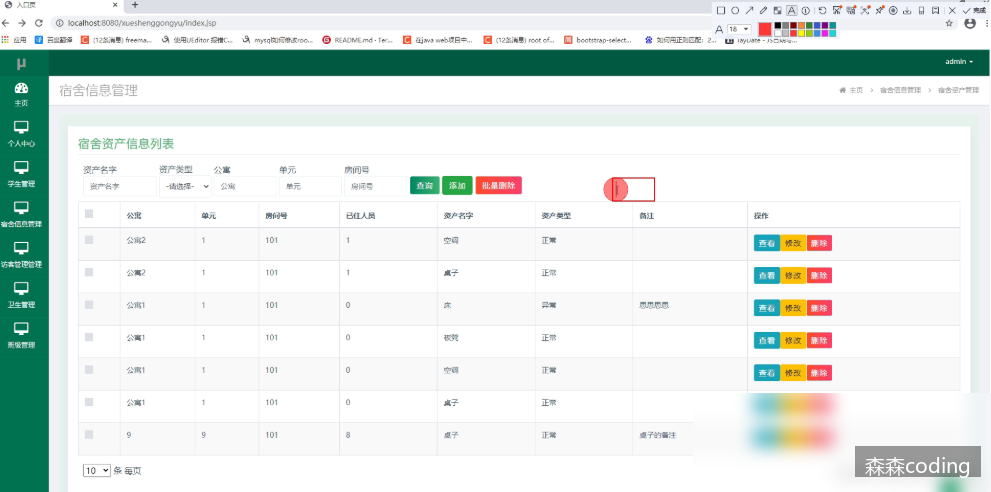 入口页
localhost:8080/xueshenggongyu/index.jsp
完成
应用 百度翻译 (12条消息) freema... 使用UEditor 报错C... mysql如何修改roo... README.md · Ter... 在java web项目中... (12条消息) root of... bootstrap-select... 如何用正则匹配：2...
18
μ admin
主页
个人中心
学生管理
宿舍信息管理
访客管理管理
卫生管理
班级管理
宿舍信息管理 主页 > 宿舍信息管理 > 宿舍资产管理
宿舍资产信息列表
资产名字 资产类型 公寓 单元 房间号
资产名字 -请选择- 公寓 单元 房间号 查询 添加 批量删除
公寓 单元 房间号 已住人员 资产名字 资产类型 备注 操作
公寓2 1 101 1 空调 正常 查看 修改 删除
公寓2 1 101 1 桌子 正常 查看 修改 删除
公寓1 1 101 0 床 异常 思思思思 查看 修改 删除
公寓1 1 101 0 板凳 正常 查看 修改 删除
公寓1 1 101 0 空调 正常 查看 修改 删除
公寓1 1 101 0 桌子 正常
9 9 101 8 桌子 正常 桌子的备注
10 条 每页
森森coding